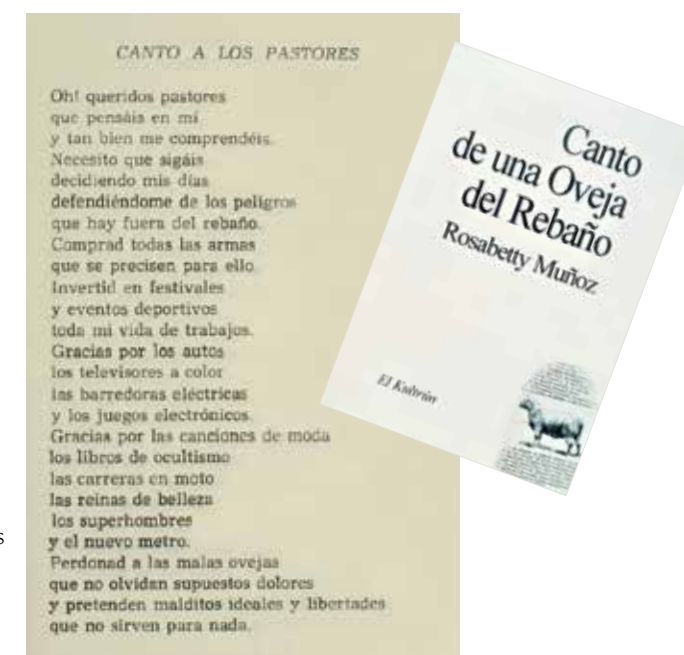 CANTO A LOS PASTORES
Oh! queridos pastores
que pensáis en mí
y tan bien me comprendéis.
Necesito que sigáis
decidiendo mis días
defendiéndome de los peligros
que hay fuera del rebaño.
Comprad todas las armas
que se precisen para ello.
Invertid en festivales
y eventos deportivos
toda mi vida de trabajos.
Gracias por los autos
los televisores a color
las barredoras eléctricas
y los juegos electrónicos.
Gracias por las canciones de moda
los libros de ocultismo
las carreras en moto
las reinas de belleza
los superhombres
y el nuevo metro.
Perdonad a las malas ovejas
que no olvidan supuestos dolores
y pretenden malditos ideales y libertades
que no sirven para nada.
Canto
de una Oveja
del Rebaño
Rosabetty Muñoz
El Kultrún
s